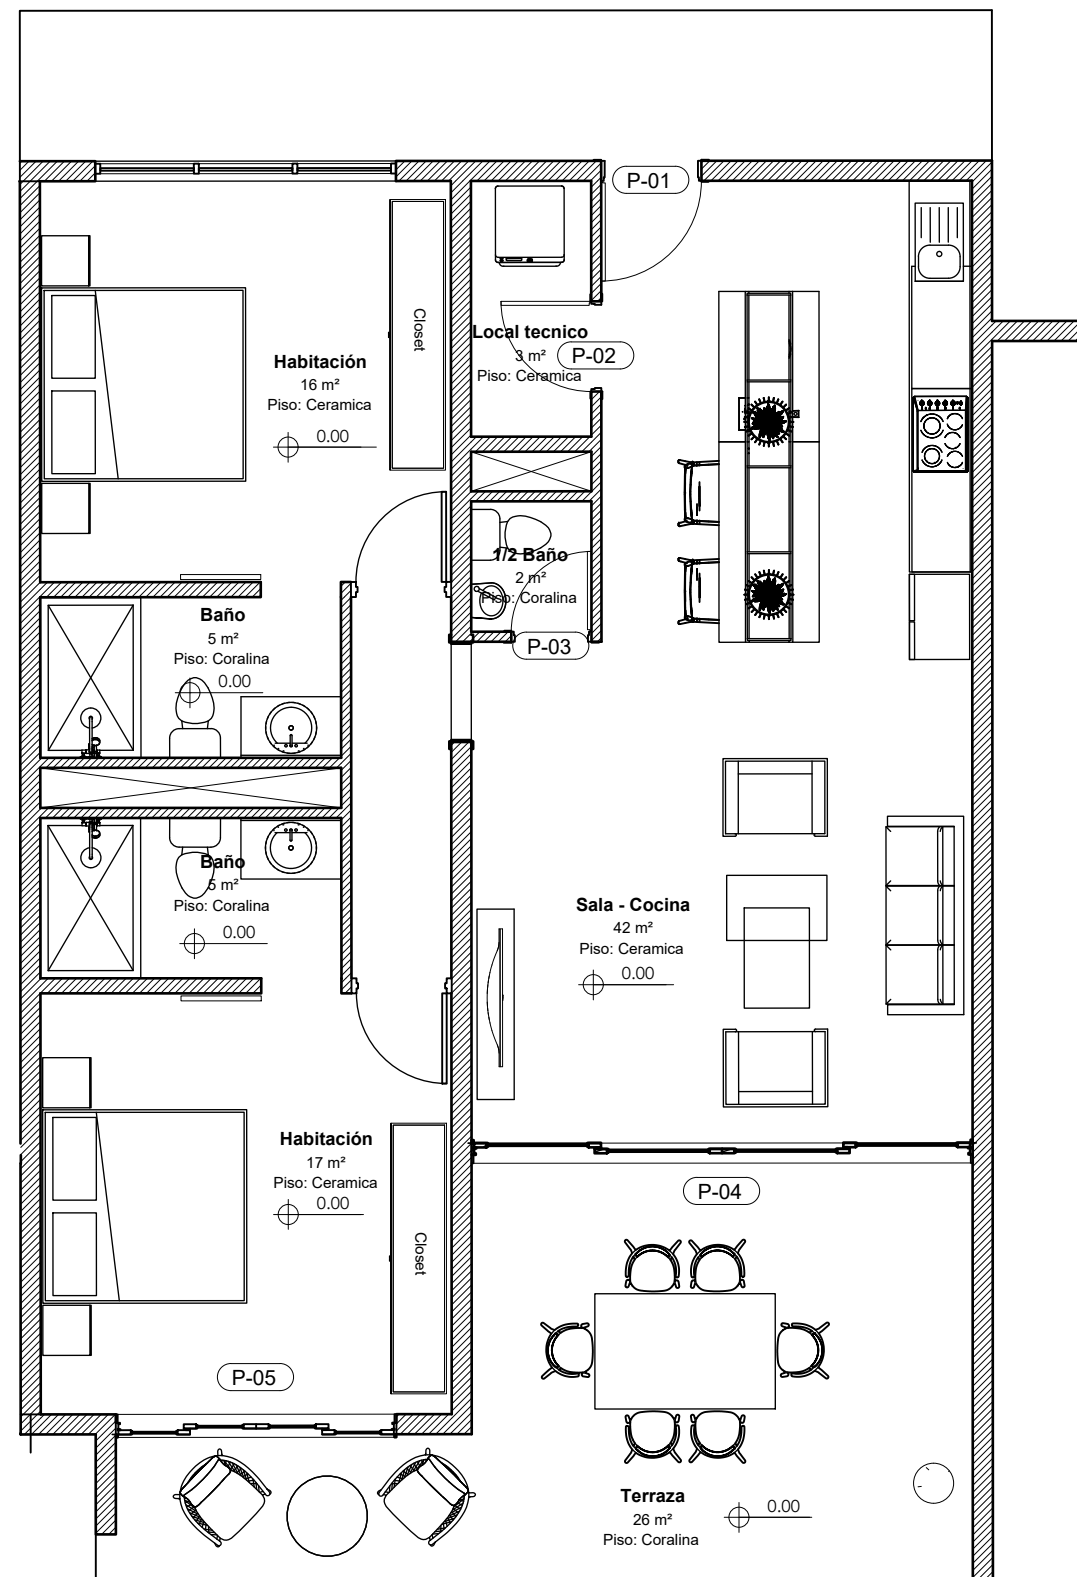 P-01
Closet
Local tecnico
3 m²
P-02
Piso: Ceramica
Habitación
16 m²
Piso: Ceramica
0.00
1/2 Baño
2 m²
Piso: Coralina
P-03
Baño
5 m²
Piso: Coralina
0.00
Baño
5 m²
Piso: Coralina
0.00
Sala - Cocina
42 m²
Piso: Ceramica
0.00
Habitación
17 m²
Piso: Ceramica
0.00
Closet
P-04
P-05
Terraza
26 m²
Piso: Coralina
0.00